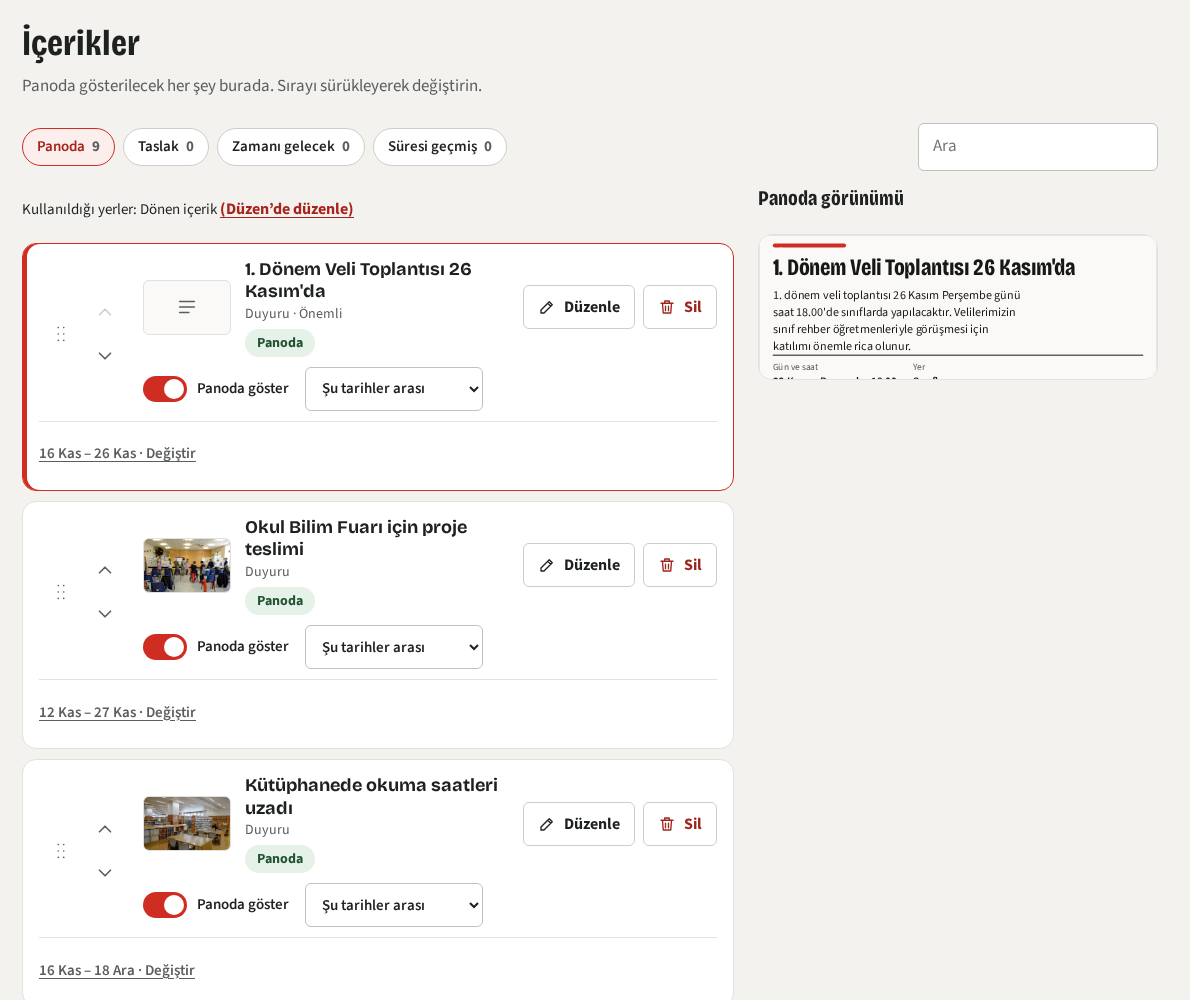 İçerikler
Panoda gösterilecek her şey burada. Sırayı sürükleyerek değiştirin.
Panoda 9
Taslak 0
Zamanı gelecek 0
Süresi geçmiş 0
Ara
Kullanıldığı yerler: Dönen içerik (Düzen’de düzenle)
1. Dönem Veli Toplantısı 26
Kasım'da
Duyuru · Önemli
Panoda
Düzenle
Sil
Panoda göster
Şu tarihler arası
16 Kas – 26 Kas · Değiştir
Okul Bilim Fuarı için proje
teslimi
Duyuru
Panoda
Düzenle
Sil
Panoda göster
Şu tarihler arası
12 Kas – 27 Kas · Değiştir
Kütüphanede okuma saatleri
uzadı
Duyuru
Panoda
Düzenle
Sil
Panoda göster
Şu tarihler arası
16 Kas – 18 Ara · Değiştir
Panoda görünümü
1. Dönem Veli Toplantısı 26 Kasım'da
1. dönem veli toplantısı 26 Kasım Perşembe günü
saat 18.00'de sınıflarda yapılacaktır. Velilerimizin
sınıf rehber öğretmenleriyle görüşmesi için
katılımı önemle rica olunur.
Gün ve saat
Yer